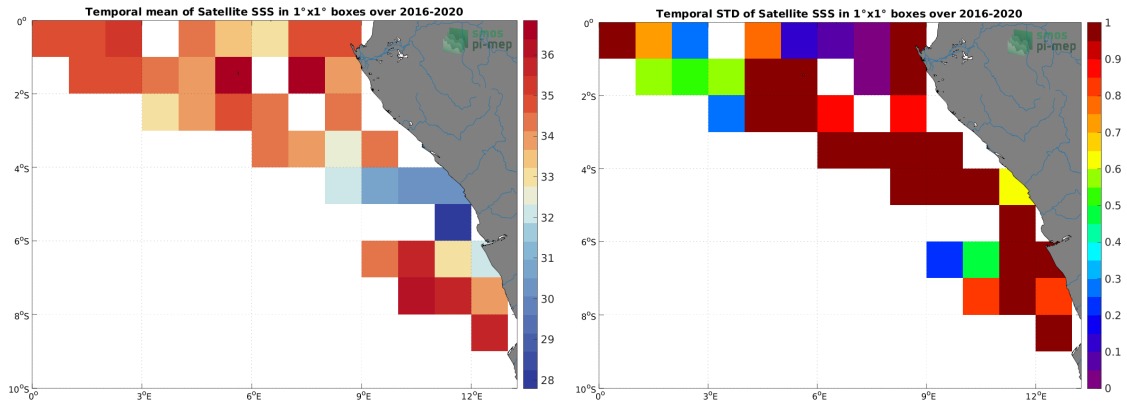 Temporal mean of Satellite SSS in 1°x1° boxes over 2016-2020
0°
2°S
4°S
6°S
8°S
10°S
0°
3°E
6°E
9°E
12°E
smos
pi-mep
36
35
34
33
32
31
30
29
28
Temporal STD of Satellite SSS in 1°x1° boxes over 2016-2020
0°
2°S
4°S
6°S
8°S
10°S
0°
3°E
6°E
9°E
12°E
smos
pi-mep
1
0.9
0.8
0.7
0.6
0.5
0.4
0.3
0.2
0.1
0